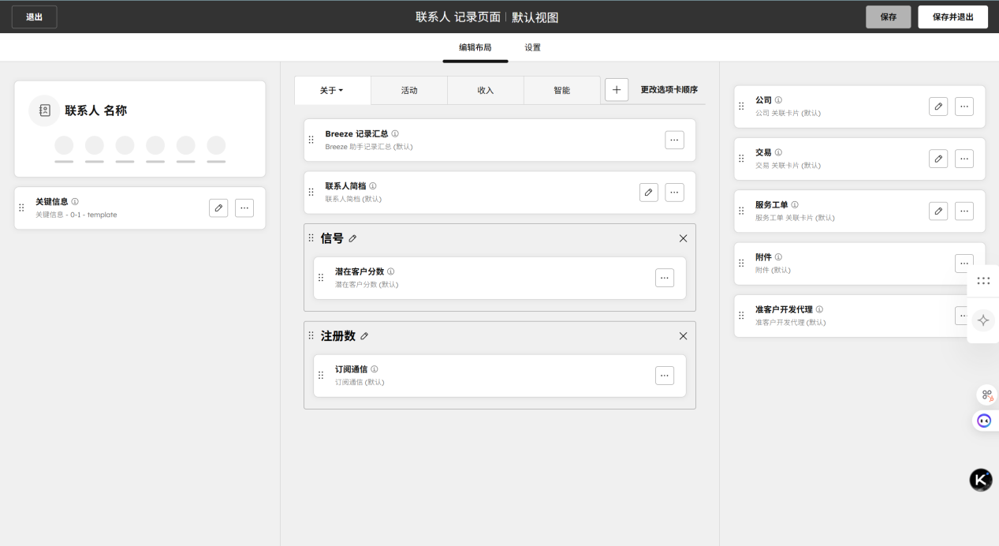 退出
联系人 记录页面 | 默认视图
保存
保存并退出
编辑布局
设置
联系人 名称
关键信息
关键信息 - 0-1 - template
关于
活动
收入
智能
更改选项卡顺序
Breeze 记录汇总
Breeze 助手记录汇总 (默认)
联系人简档
联系人简档 (默认)
信号
潜在客户分数
潜在客户分数 (默认)
注册数
订阅通信
订阅通信 (默认)
公司
公司 关联卡片 (默认)
交易
交易 关联卡片 (默认)
服务工单
服务工单 关联卡片 (默认)
附件
附件 (默认)
准客户开发代理
准客户开发代理 (默认)
K